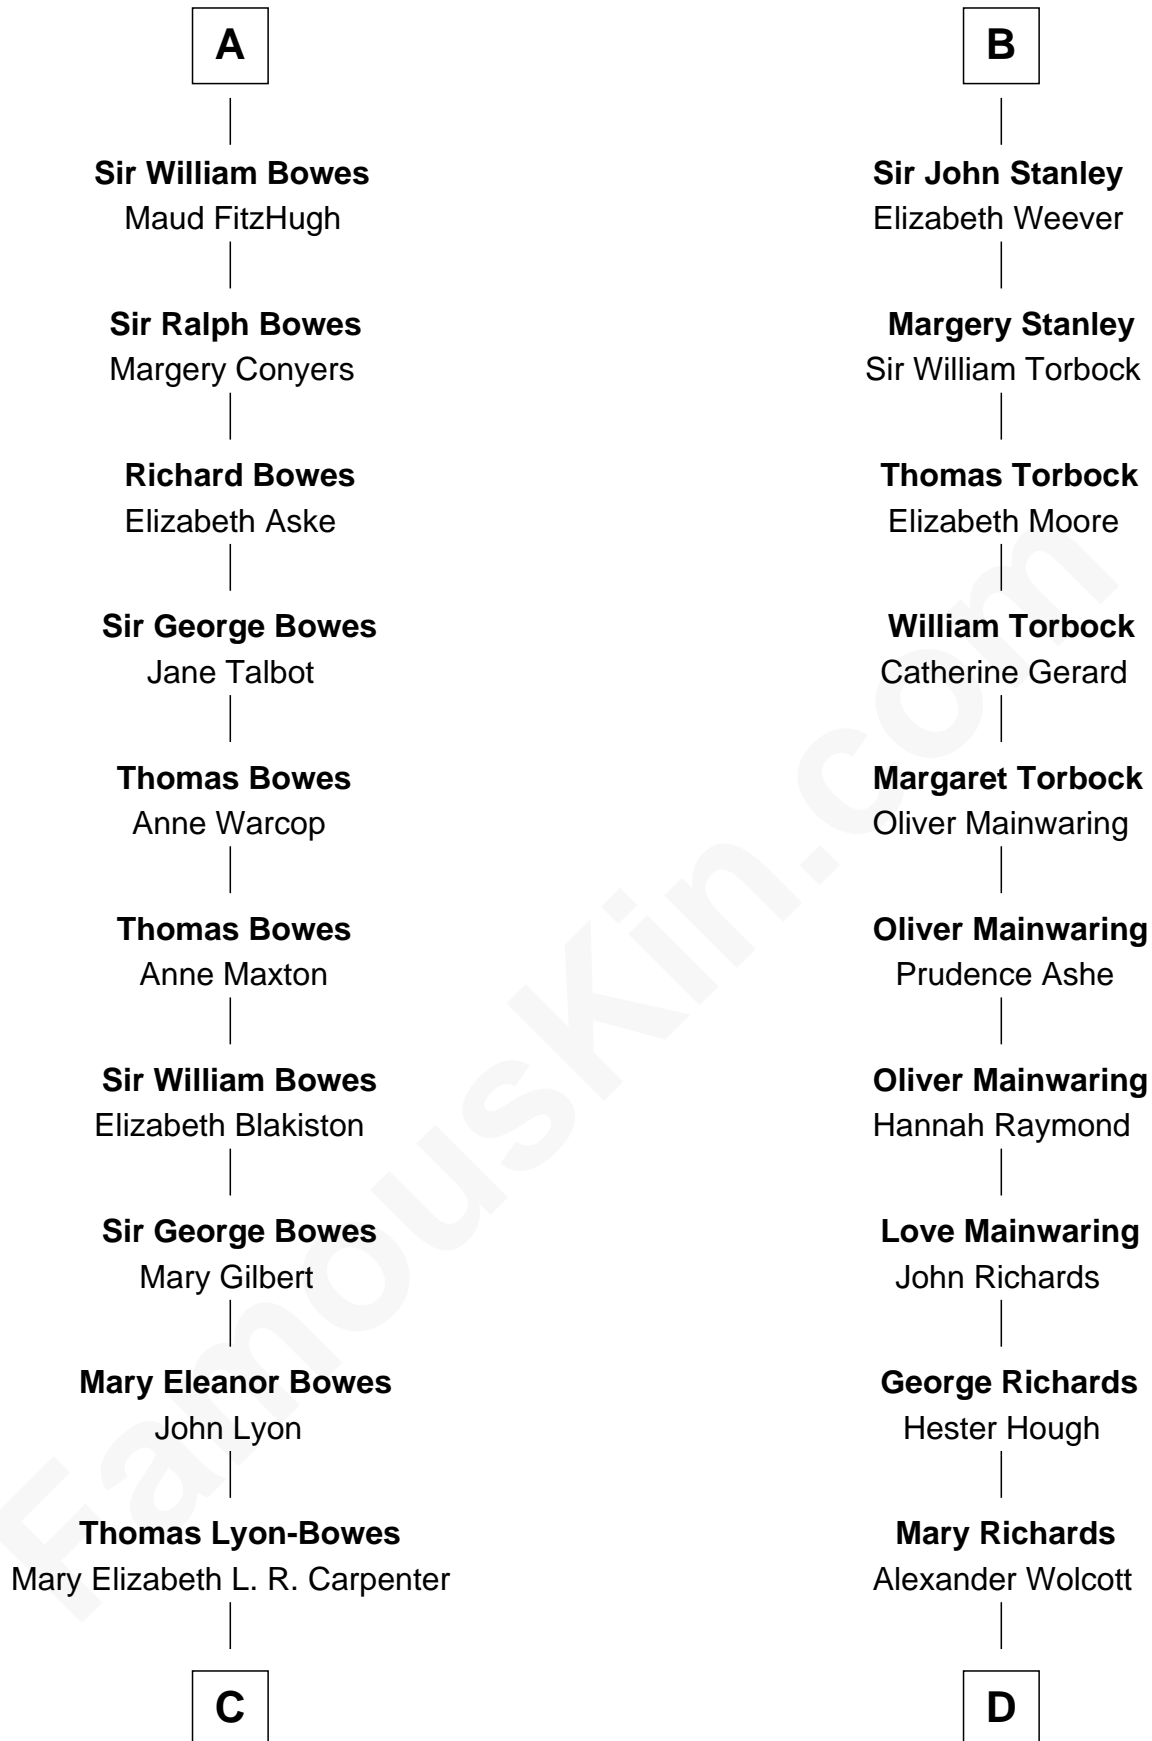 A
Sir William Bowes
Maud FitzHugh
Sir Ralph Bowes
Margery Conyers
Richard Bowes
Elizabeth Aske
Sir George Bowes
Jane Talbot
Thomas Bowes
Anne Warcop
Thomas Bowes
Anne Maxton
Sir William Bowes
Elizabeth Blakiston
Sir George Bowes
Mary Gilbert
Mary Eleanor Bowes
John Lyon
Thomas Lyon-Bowes
Mary Elizabeth L. R. Carpenter
C
B
Sir John Stanley
Elizabeth Weever
Margery Stanley
Sir William Torbock
Thomas Torbock
Elizabeth Moore
William Torbock
Catherine Gerard
Margaret Torbock
Oliver Mainwaring
Oliver Mainwaring
Prudence Ashe
Oliver Mainwaring
Hannah Raymond
Love Mainwaring
John Richards
George Richards
Hester Hough
Mary Richards
Alexander Wolcott
D
FamousKin.com